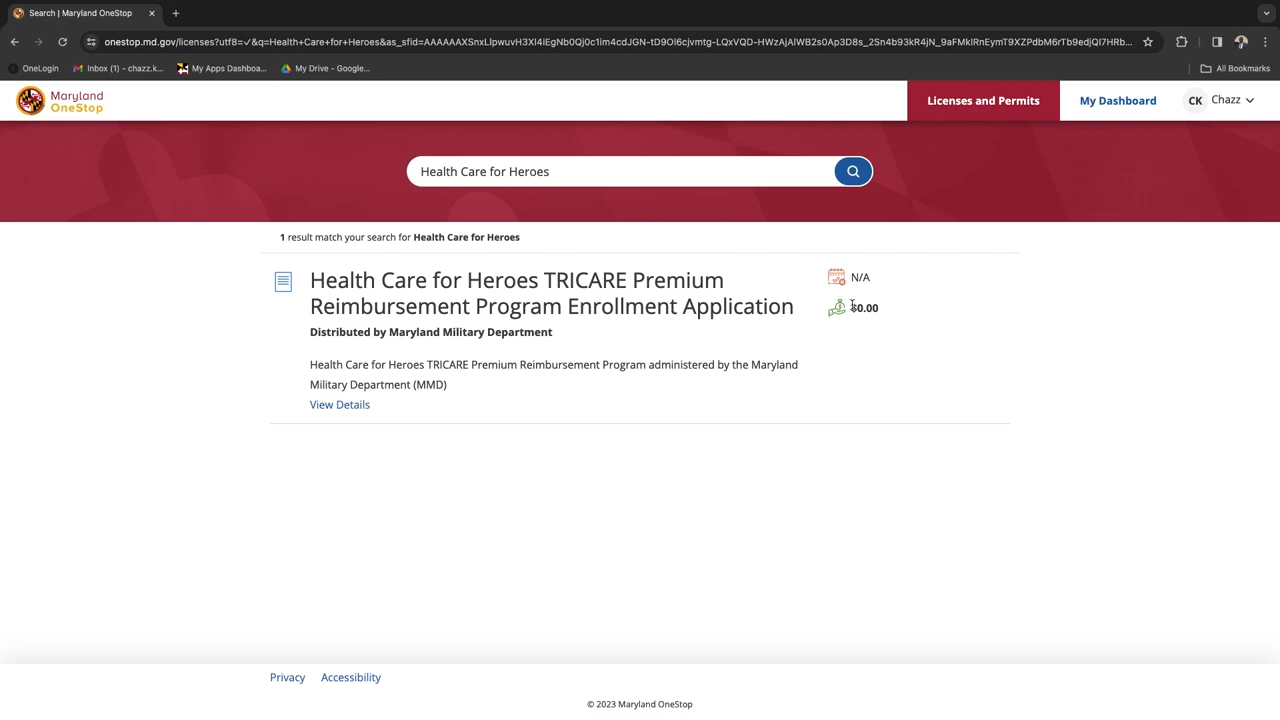 Search | Maryland OneStop
onestop.md.gov/licenses?utf8=✓&q=Health+Care+for+Heroes&as_sfid=
OneLogin
Inbox (1) - chazz.k...
My Apps Dashboa...
My Drive - Google...
All Bookmarks
Maryland
OneStop
Licenses and Permits
My Dashboard
CK
Chazz
Health Care for Heroes
1 result match your search for Health Care for Heroes
Health Care for Heroes TRICARE Premium
N/A
Reimbursement Program Enrollment Application
$0.00
Distributed by Maryland Military Department
Health Care for Heroes TRICARE Premium Reimbursement Program administered by the Maryland
Military Department (MMD)
View Details
Privacy
Accessibility
© 2023 Maryland OneStop